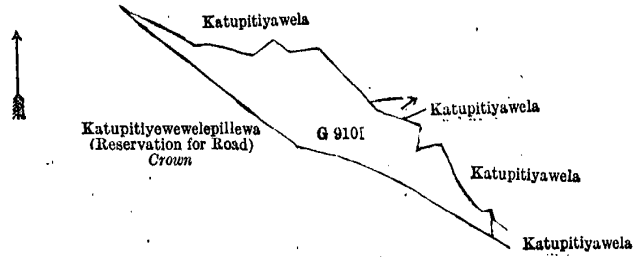 Katupitiyawela
Katupitiyawela
G 9101
Katupitiyewewelepillewa
(Reservation for Road)
Crown
Katupitiyawela
Katupitiyawela